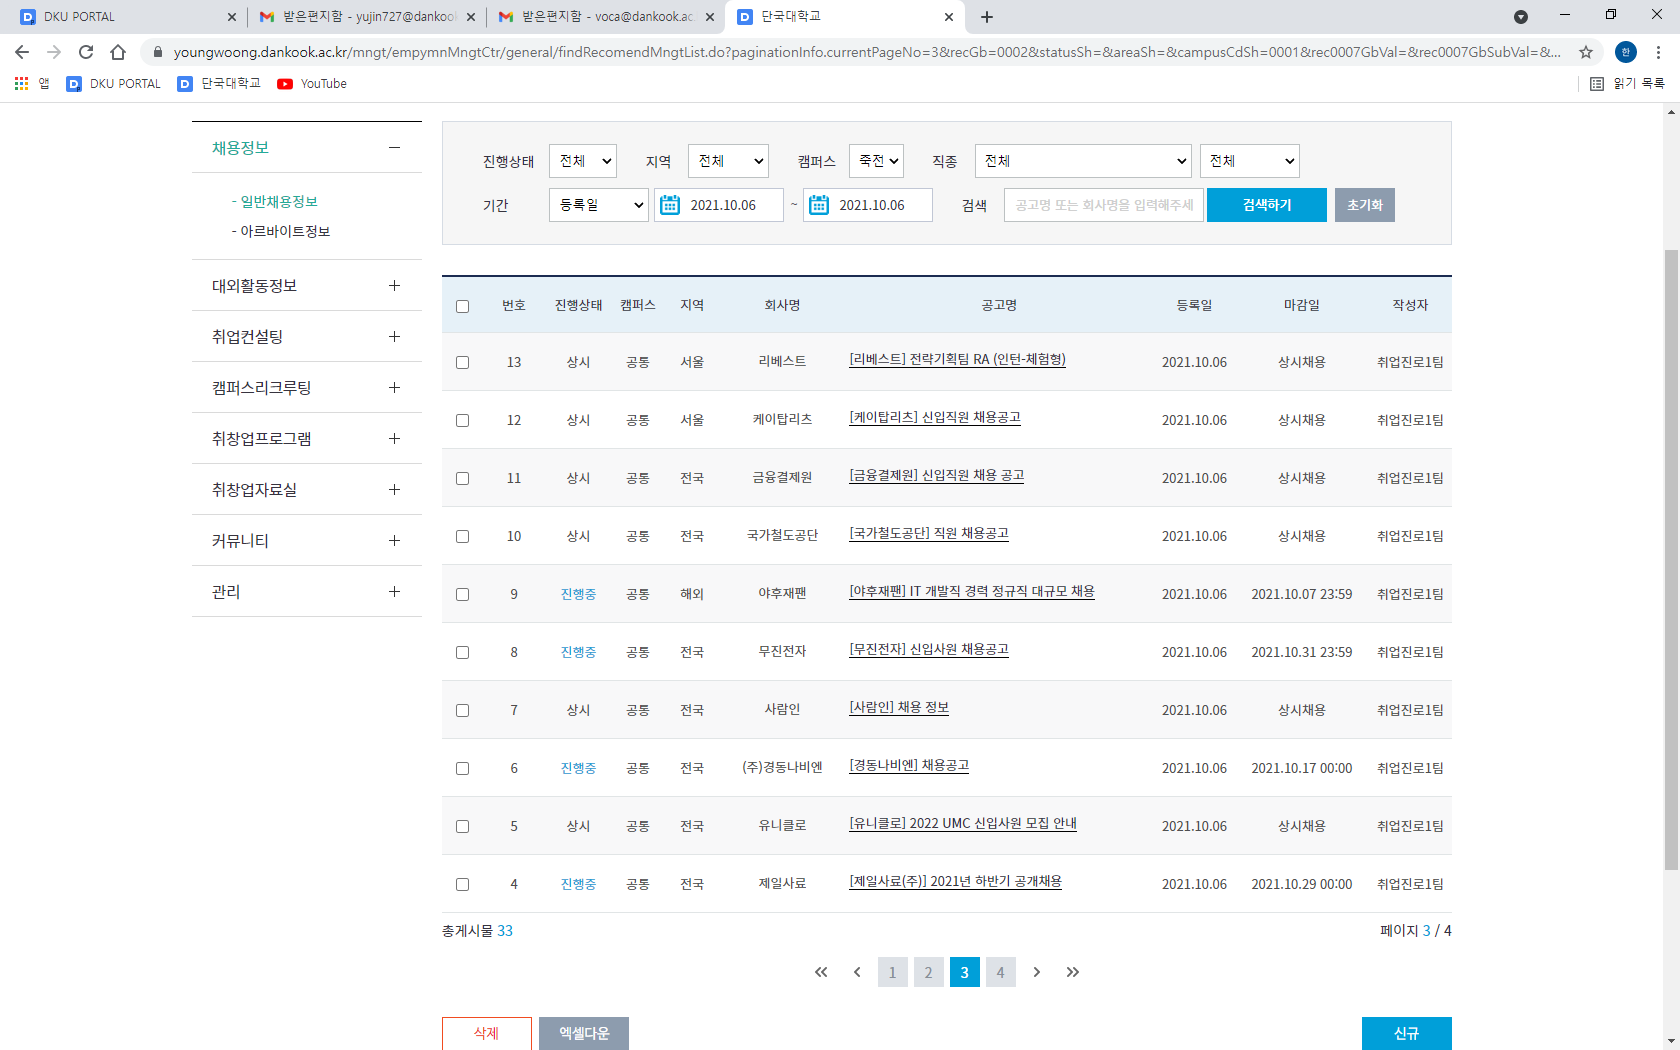 DKU PORTAL
받은편지함 - yujin727@dankook
받은편지함 - voca@dankook.ac.
단국대학교
youngwoong.dankook.ac.kr/mngt/empymnMngtCtr/general/findRecomendMngtList.do?paginationInfo.currentPageNo=3&recGb=0002&statusSh=&areaSh=&campusCdSh=0001&rec0007GbVal=&rec0007GbSubVal=&...
한
앱 DKU PORTAL 단국대학교 YouTube 읽기 목록
채용정보
- 일반채용정보
- 아르바이트정보
대외활동정보
취업컨설팅
캠퍼스리크루팅
취창업프로그램
취창업자료실
커뮤니티
관리
진행상태 전체 지역 전체 캠퍼스 죽전 직종 전체 전체
기간 등록일 2021.10.06 ~ 2021.10.06 검색 공고명 또는 회사명을 입력해주세 검색하기 초기화
번호 진행상태 캠퍼스 지역 회사명 공고명 등록일 마감일 작성자
13 상시 공통 서울 리베스트 [리베스트] 전략기획팀 RA (인턴-체험형) 2021.10.06 상시채용 취업진로1팀
12 상시 공통 서울 케이탑리츠 [케이탑리츠] 신입직원 채용공고 2021.10.06 상시채용 취업진로1팀
11 상시 공통 전국 금융결제원 [금융결제원] 신입직원 채용 공고 2021.10.06 상시채용 취업진로1팀
10 상시 공통 전국 국가철도공단 [국가철도공단] 직원 채용공고 2021.10.06 상시채용 취업진로1팀
9 진행중 공통 해외 야후재팬 [야후재팬] IT 개발직 경력 정규직 대규모 채용 2021.10.06 2021.10.07 23:59 취업진로1팀
8 진행중 공통 전국 무진전자 [무진전자] 신입사원 채용공고 2021.10.06 2021.10.31 23:59 취업진로1팀
7 상시 공통 전국 사람인 [사람인] 채용 정보 2021.10.06 상시채용 취업진로1팀
6 진행중 공통 전국 (주)경동나비엔 [경동나비엔] 채용공고 2021.10.06 2021.10.17 00:00 취업진로1팀
5 상시 공통 전국 유니클로 [유니클로] 2022 UMC 신입사원 모집 안내 2021.10.06 상시채용 취업진로1팀
4 진행중 공통 전국 제일사료 [제일사료(주)] 2021년 하반기 공개채용 2021.10.06 2021.10.29 00:00 취업진로1팀
총게시물 33 페이지 3 / 4
« ‹ 1 2 3 4 › »
삭제 엑셀다운 신규